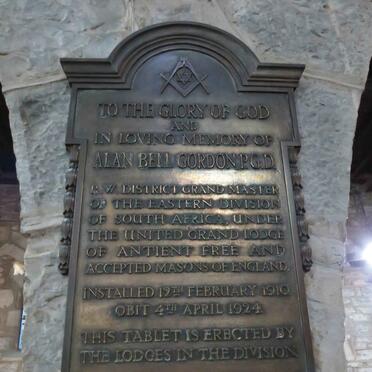 TO THE GLORY OF GOD
AND
IN LOVING MEMORY OF
ALAN BELL GORDON P.G.D.
R.W. DISTRICT GRAND MASTER
OF THE EASTERN DIVISION
OF SOUTH AFRICA, UNDER
THE UNITED GRAND LODGE
OF ANTIENT FREE AND
ACCEPTED MASONS OF ENGLAND.
INSTALLED 19TH FEBRUARY 1910
OBIT 4TH APRIL 1924.
THIS TABLET IS ERECTED BY
THE LODGES IN THE DIVISION